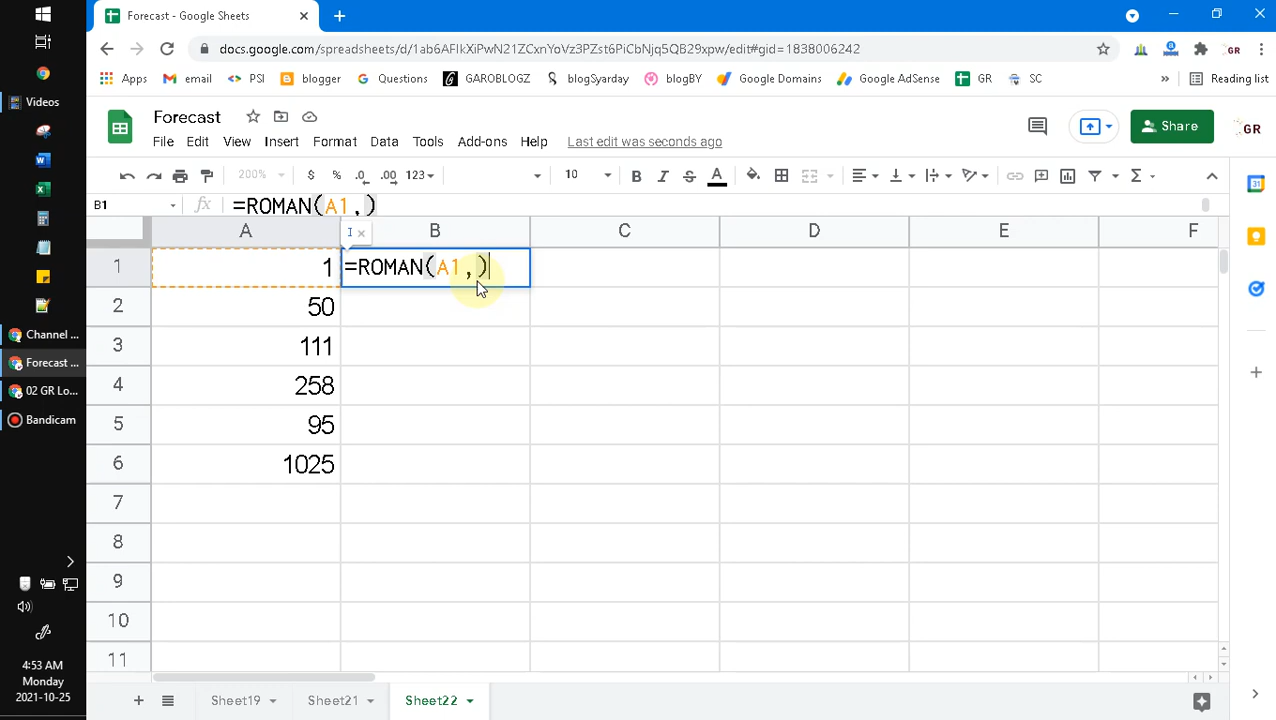 Forecast - Google Sheets
docs.google.com/spreadsheets/d/1ab6AFIkXiPwN21ZCxnYoVz3PZst6PiCbNjq5QB29xpw/edit#gid=1838006242
Apps email PSI blogger Questions GAROBLOGZ blogSyarday blogBY Google Domains Google AdSense GR SC » Reading list
Videos
Forecast
File Edit View Insert Format Data Tools Add-ons Help Last edit was seconds ago
Share
GR
200% $ % .0 .00 123 10 B I S A Σ
B1 fx =ROMAN(A1,)
I ×
A B C D E F
1 1 =ROMAN(A1,)
2 50
3 111
4 258
5 95
6 1025
7
8
9
10
11
Channel ...
Forecast ...
02 GR Lo...
Bandicam
4:53 AM
Monday
2021-10-25
Sheet19 Sheet21 Sheet22